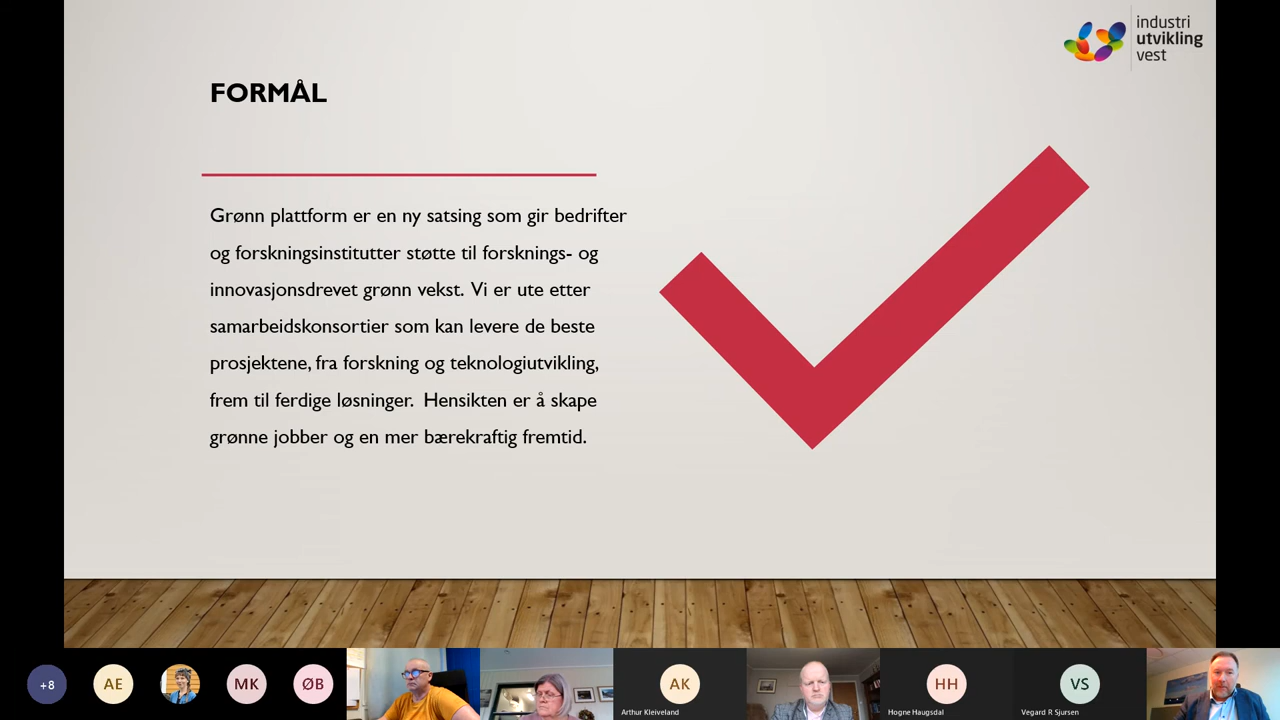 industri
utvikling
vest
FORMÅL
Grønn plattform er en ny satsing som gir bedrifter
og forskningsinstitutter støtte til forsknings- og
innovasjonsdrevet grønn vekst. Vi er ute etter
samarbeidskonsortier som kan levere de beste
prosjektene, fra forskning og teknologiutvikling,
frem til ferdige løsninger. Hensikten er å skape
grønne jobber og en mer bærekraftig fremtid.
+8
AE
MK
ØB
AK
HH
VS
Arthur Kleiveland
Hogne Haugsdal
Vegard R Sjursen